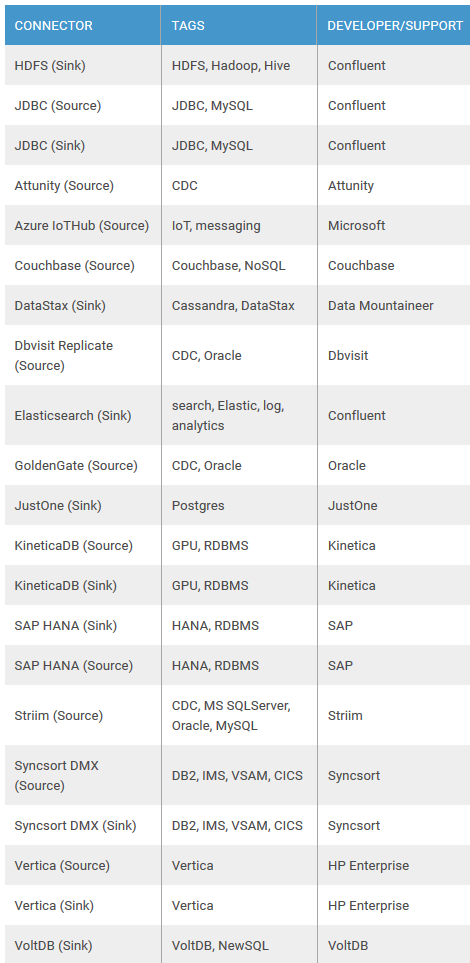 CONNECTOR TAGS DEVELOPER/SUPPORT
HDFS (Sink) HDFS, Hadoop, Hive Confluent
JDBC (Source) JDBC, MySQL Confluent
JDBC (Sink) JDBC, MySQL Confluent
Attunity (Source) CDC Attunity
Azure IoTHub (Source) IoT, messaging Microsoft
Couchbase (Source) Couchbase, NoSQL Couchbase
DataStax (Sink) Cassandra, DataStax Data Mountaineer
Dbvisit Replicate
(Source) CDC, Oracle Dbvisit
Elasticsearch (Sink) search, Elastic, log,
analytics Confluent
GoldenGate (Source) CDC, Oracle Oracle
JustOne (Sink) Postgres JustOne
KineticaDB (Source) GPU, RDBMS Kinetica
KineticaDB (Sink) GPU, RDBMS Kinetica
SAP HANA (Sink) HANA, RDBMS SAP
SAP HANA (Source) HANA, RDBMS SAP
Striim (Source) CDC, MS SQLServer,
Oracle, MySQL Striim
Syncsort DMX
(Source) DB2, IMS, VSAM, CICS Syncsort
Syncsort DMX (Sink) DB2, IMS, VSAM, CICS Syncsort
Vertica (Source) Vertica HP Enterprise
Vertica (Sink) Vertica HP Enterprise
VoltDB (Sink) VoltDB, NewSQL VoltDB